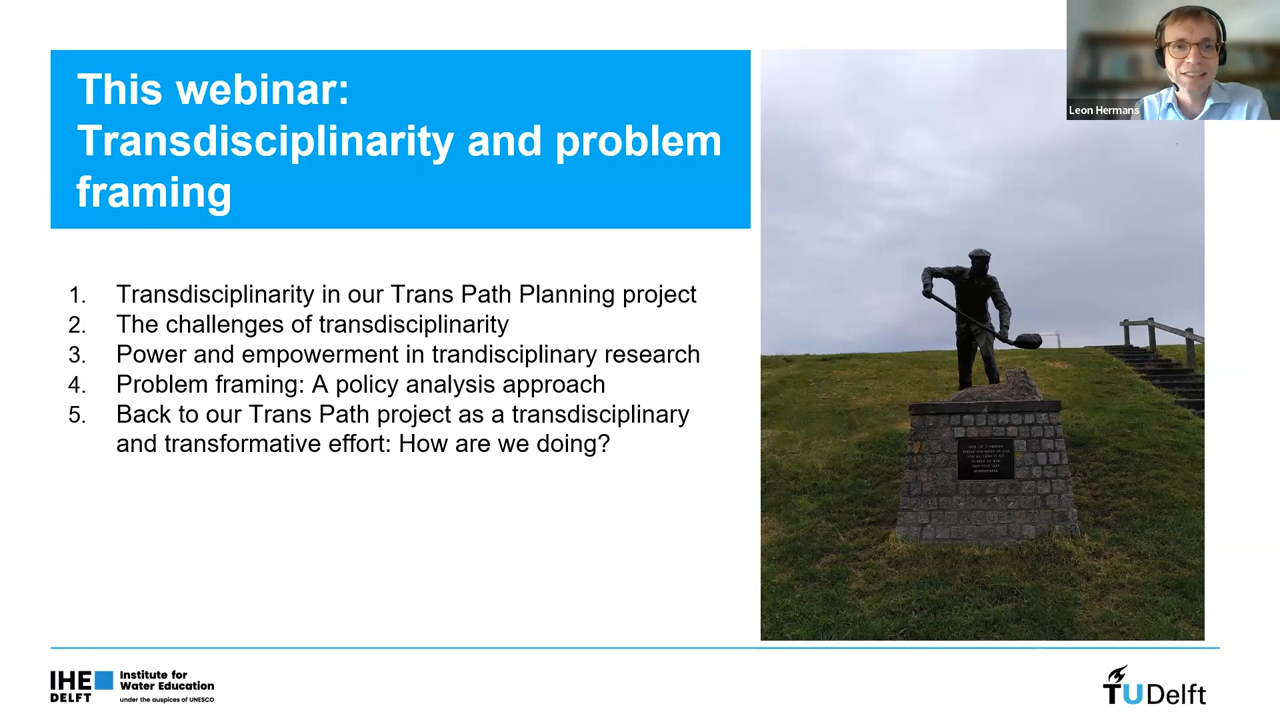 This webinar:
Transdisciplinarity and problem
framing
Leon Hermans
1. Transdisciplinarity in our Trans Path Planning project
2. The challenges of transdisciplinarity
3. Power and empowerment in trandisciplinary research
4. Problem framing: A policy analysis approach
5. Back to our Trans Path project as a transdisciplinary
and transformative effort: How are we doing?
IHE
DELFT
Institute for
Water Education
under the auspices of UNESCO
TUDelft